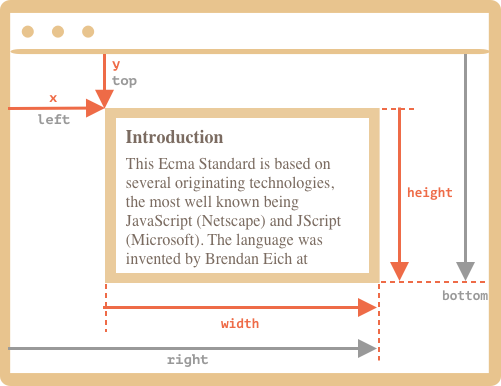 y
top
x
left
Introduction
This Ecma Standard is based on
several originating technologies,
the most well known being
JavaScript (Netscape) and JScript
(Microsoft). The language was
invented by Brendan Eich at
height
bottom
width
right